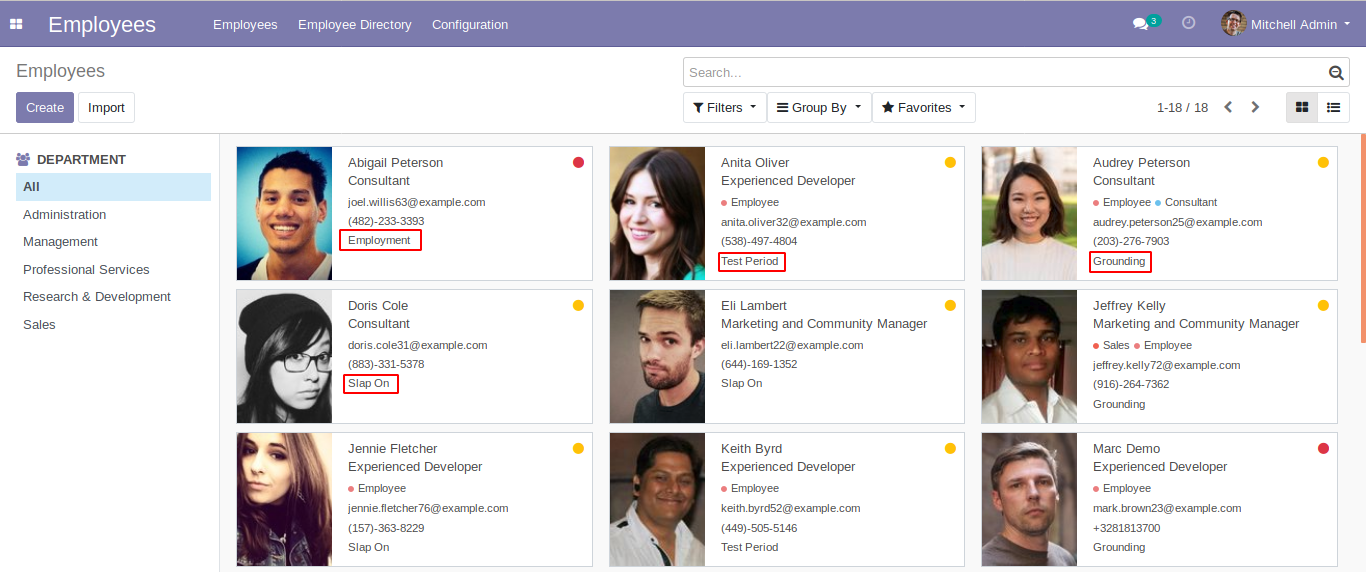 Employees Employees Employee Directory Configuration 3 Mitchell Admin
Employees
Search...
Create Import Filters Group By Favorites 1-18 / 18
DEPARTMENT
All
Administration
Management
Professional Services
Research & Development
Sales
Abigail Peterson
Consultant
joel.willis63@example.com
(482)-233-3393
Employment
Anita Oliver
Experienced Developer
Employee
anita.oliver32@example.com
(538)-497-4804
Test Period
Audrey Peterson
Consultant
Employee Consultant
audrey.peterson25@example.com
(203)-276-7903
Grounding
Doris Cole
Consultant
doris.cole31@example.com
(883)-331-5378
Slap On
Eli Lambert
Marketing and Community Manager
eli.lambert22@example.com
(644)-169-1352
Slap On
Jeffrey Kelly
Marketing and Community Manager
Sales Employee
jeffrey.kelly72@example.com
(916)-264-7362
Grounding
Jennie Fletcher
Experienced Developer
Employee
jennie.fletcher76@example.com
(157)-363-8229
Slap On
Keith Byrd
Experienced Developer
Employee
keith.byrd52@example.com
(449)-505-5146
Test Period
Marc Demo
Experienced Developer
Employee
mark.brown23@example.com
+3281813700
Grounding